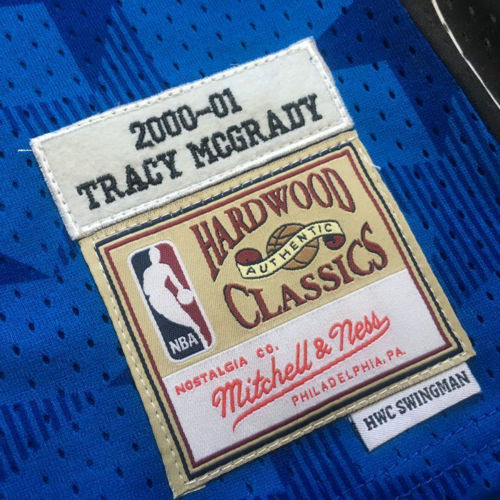 2000-01
TRACY MCGRADY
HARDWOOD
AUTHENTIC
CLASSICS
NBA
NOSTALGIA CO.
Mitchell & Ness
PHILADELPHIA, PA.
HWC SWINGMAN